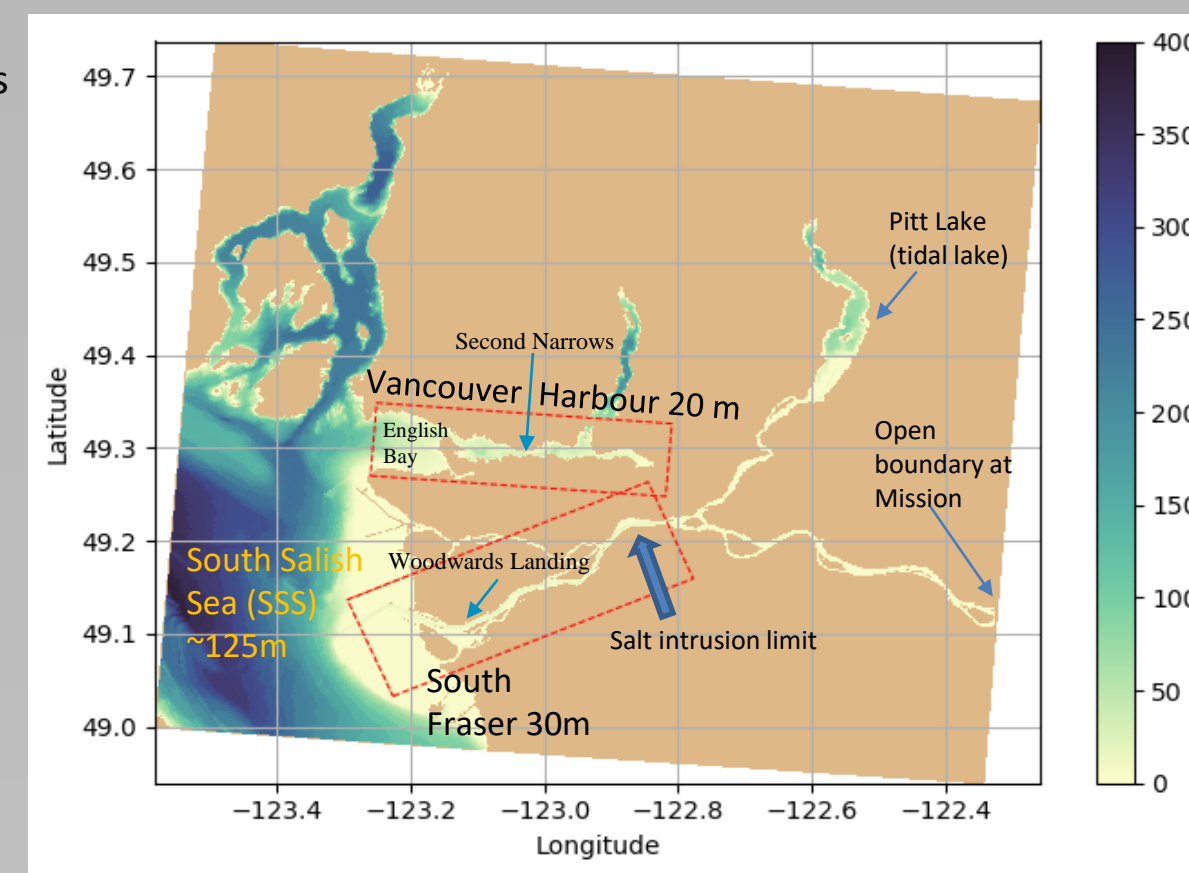 s
49.7
49.6
49.5
49.4
49.3
49.2
49.1
49.0
Latitude
−123.4
−123.2
−123.0
−122.8
−122.6
−122.4
Longitude
Pitt Lake
(tidal lake)
Second Narrows
Vancouver Harbour 20 m
English
Bay
Open
boundary at
Mission
South Salish
Sea (SSS)
~125m
Woodwards Landing
Salt intrusion limit
South
Fraser 30m
400
350
300
250
200
150
100
50
0